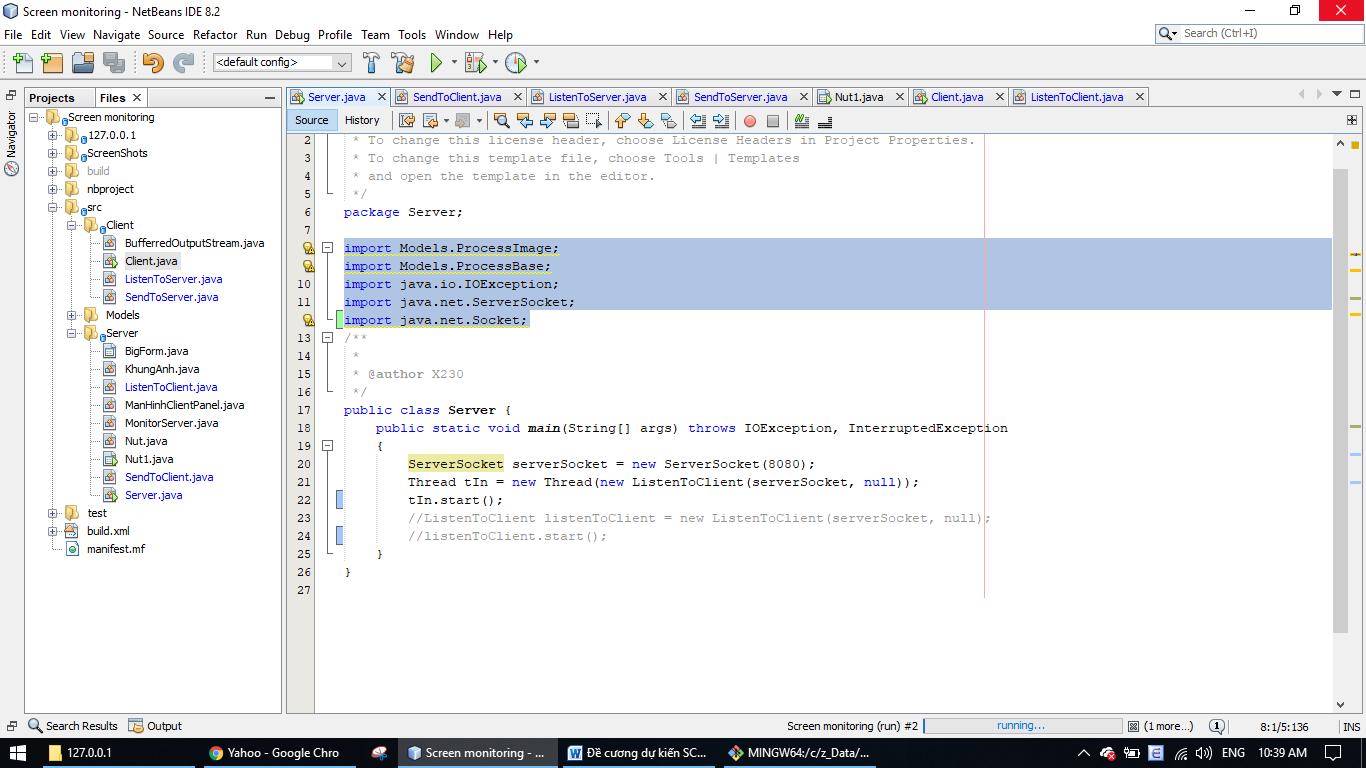 Screen monitoring - NetBeans IDE 8.2
File Edit View Navigate Source Refactor Run Debug Profile Team Tools Window Help
Search (Ctrl+I)
<default config>
Projects Files
Server.java SendToClient.java ListenToServer.java SendToServer.java Nut1.java Client.java ListenToClient.java
Navigator
Source History
Screen monitoring
127.0.0.1
ScreenShots
build
nbproject
src
Client
BufferredOutputStream.java
Client.java
ListenToServer.java
SendToServer.java
Models
Server
BigForm.java
KhungAnh.java
ListenToClient.java
ManHinhClientPanel.java
MonitorServer.java
Nut.java
Nut1.java
SendToClient.java
Server.java
test
build.xml
manifest.mf
2 * To change this license header, choose License Headers in Project Properties.
3 * To change this template file, choose Tools | Templates
4 * and open the template in the editor.
5 */
6 package Server;
7
import Models.ProcessImage;
import Models.ProcessBase;
10 import java.io.IOException;
11 import java.net.ServerSocket;
import java.net.Socket;
13 /**
14 *
15 * @author X230
16 */
17 public class Server {
18 public static void main(String[] args) throws IOException, InterruptedException
19 {
20 ServerSocket serverSocket = new ServerSocket(8080);
21 Thread tIn = new Thread(new ListenToClient(serverSocket, null));
22 tIn.start();
23 //ListenToClient listenToClient = new ListenToClient(serverSocket, null);
24 //listenToClient.start();
25 }
26 }
27
Search Results Output
Screen monitoring (run) #2 running... (1 more...) 1 8:1/5:136 INS
127.0.0.1 Yahoo - Google Chro Screen monitoring - ... Đề cương dự kiến SC... MINGW64:/c/z_Data/... ENG 10:39 AM